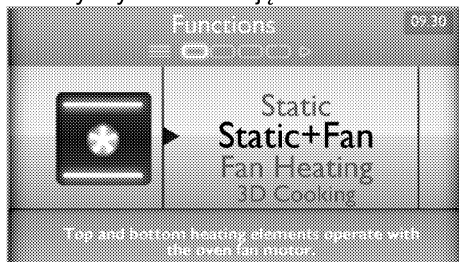 Functions
09:30
Static
Static+Fan
Fan Heating
3D Cooking
Top and bottom heating elements operate with
the oven fan motor.